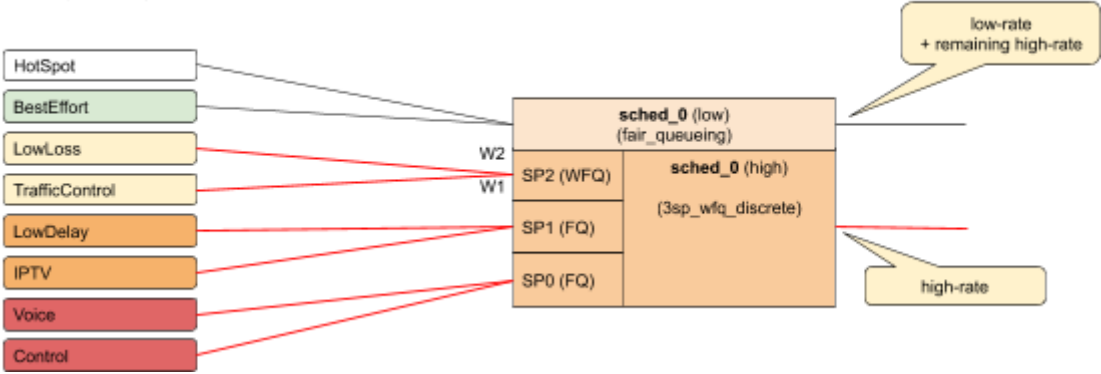 low-rate
+ remaining high-rate
HotSpot
BestEffort
LowLoss
TrafficControl
LowDelay
IPTV
Voice
Control
W2
W1
sched_0 (low)
(fair_queueing)
SP2 (WFQ)
SP1 (FQ)
SP0 (FQ)
sched_0 (high)
(3sp_wfq_discrete)
high-rate